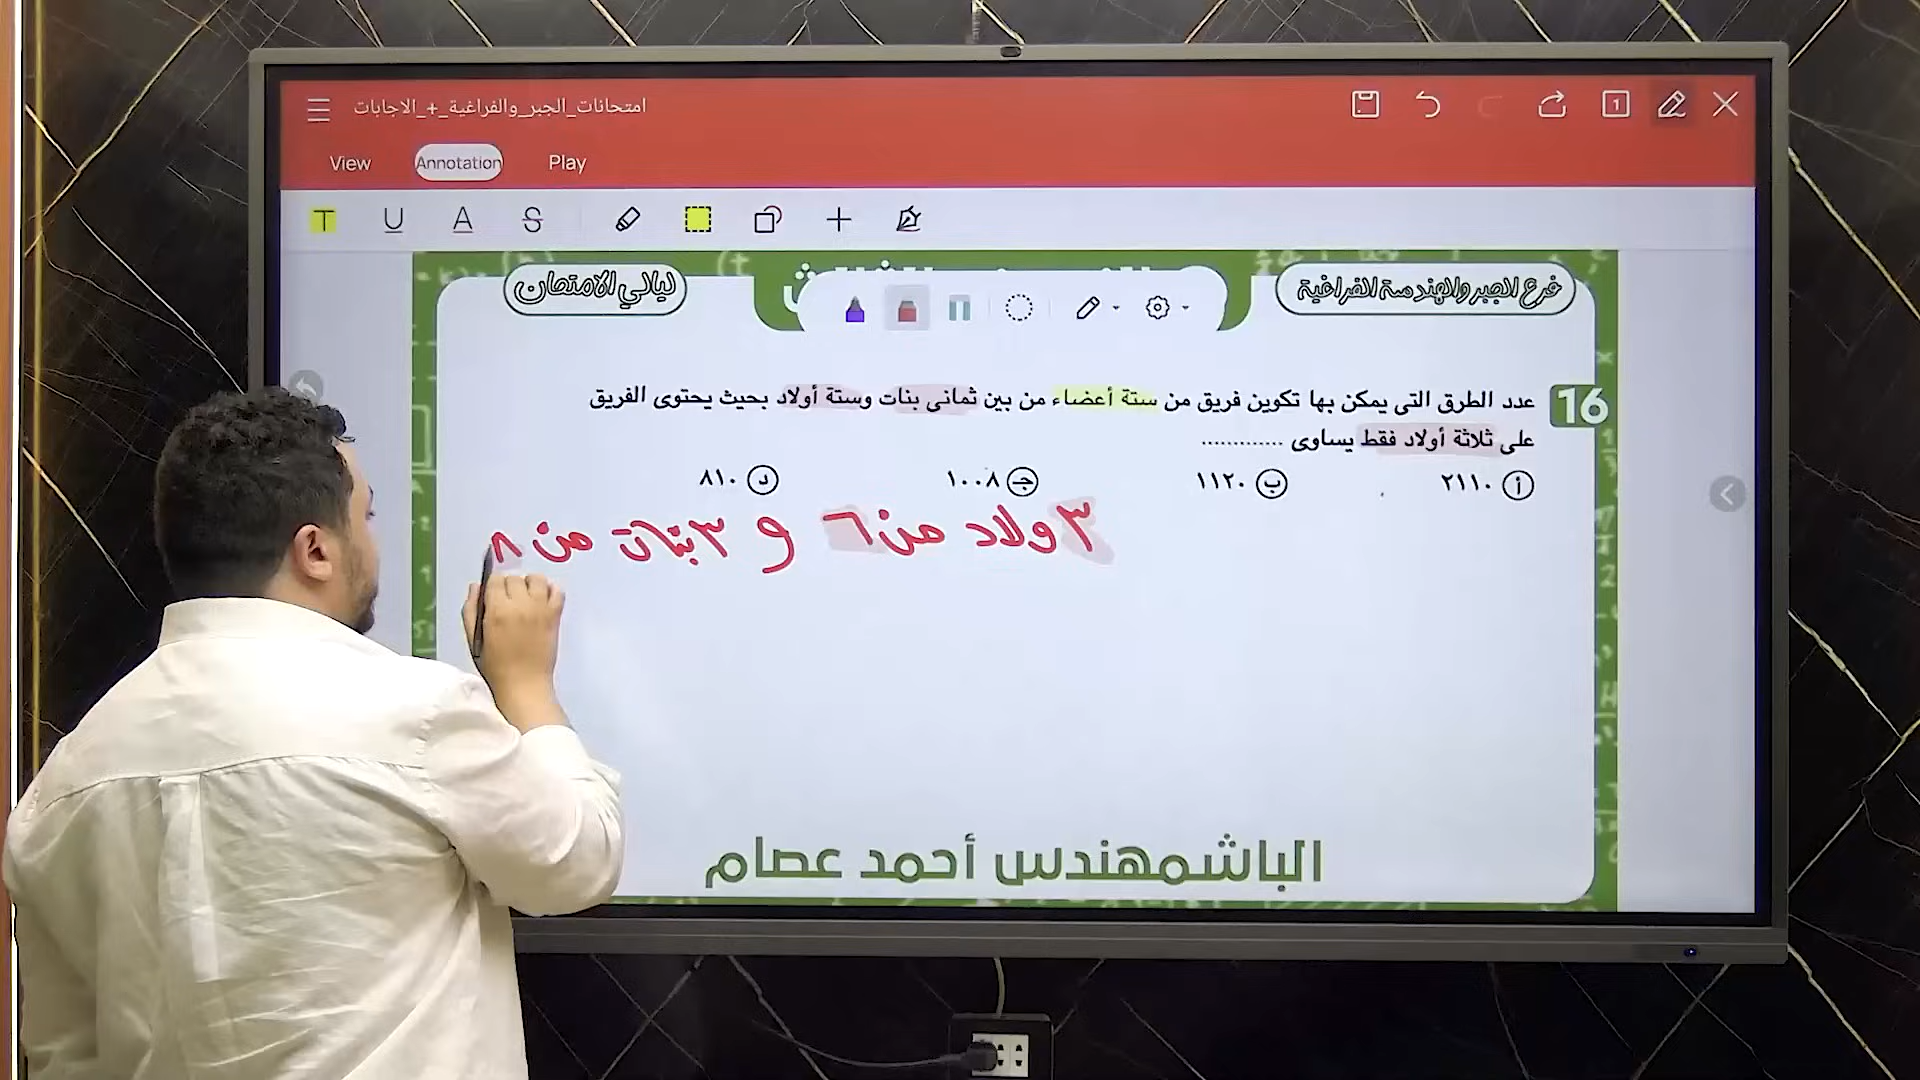 امتحانات_الجبر_والفراغية_+_الاجابات
View Annotation Play
فرع الجبر والهندسة الفراغية
ليالي الامتحان
16 عدد الطرق التى يمكن بها تكوين فريق من ستة أعضاء من بين ثمانى بنات وستة أولاد بحيث يحتوى الفريق
على ثلاثة أولاد فقط يساوى .............
أ ٢١١٠ ب ١١٢٠ جـ ١٠٠٨ د ٨١٠
٣ ولاد من ٦ و ٣ بنات من ٨
الباشمهندس أحمد عصام